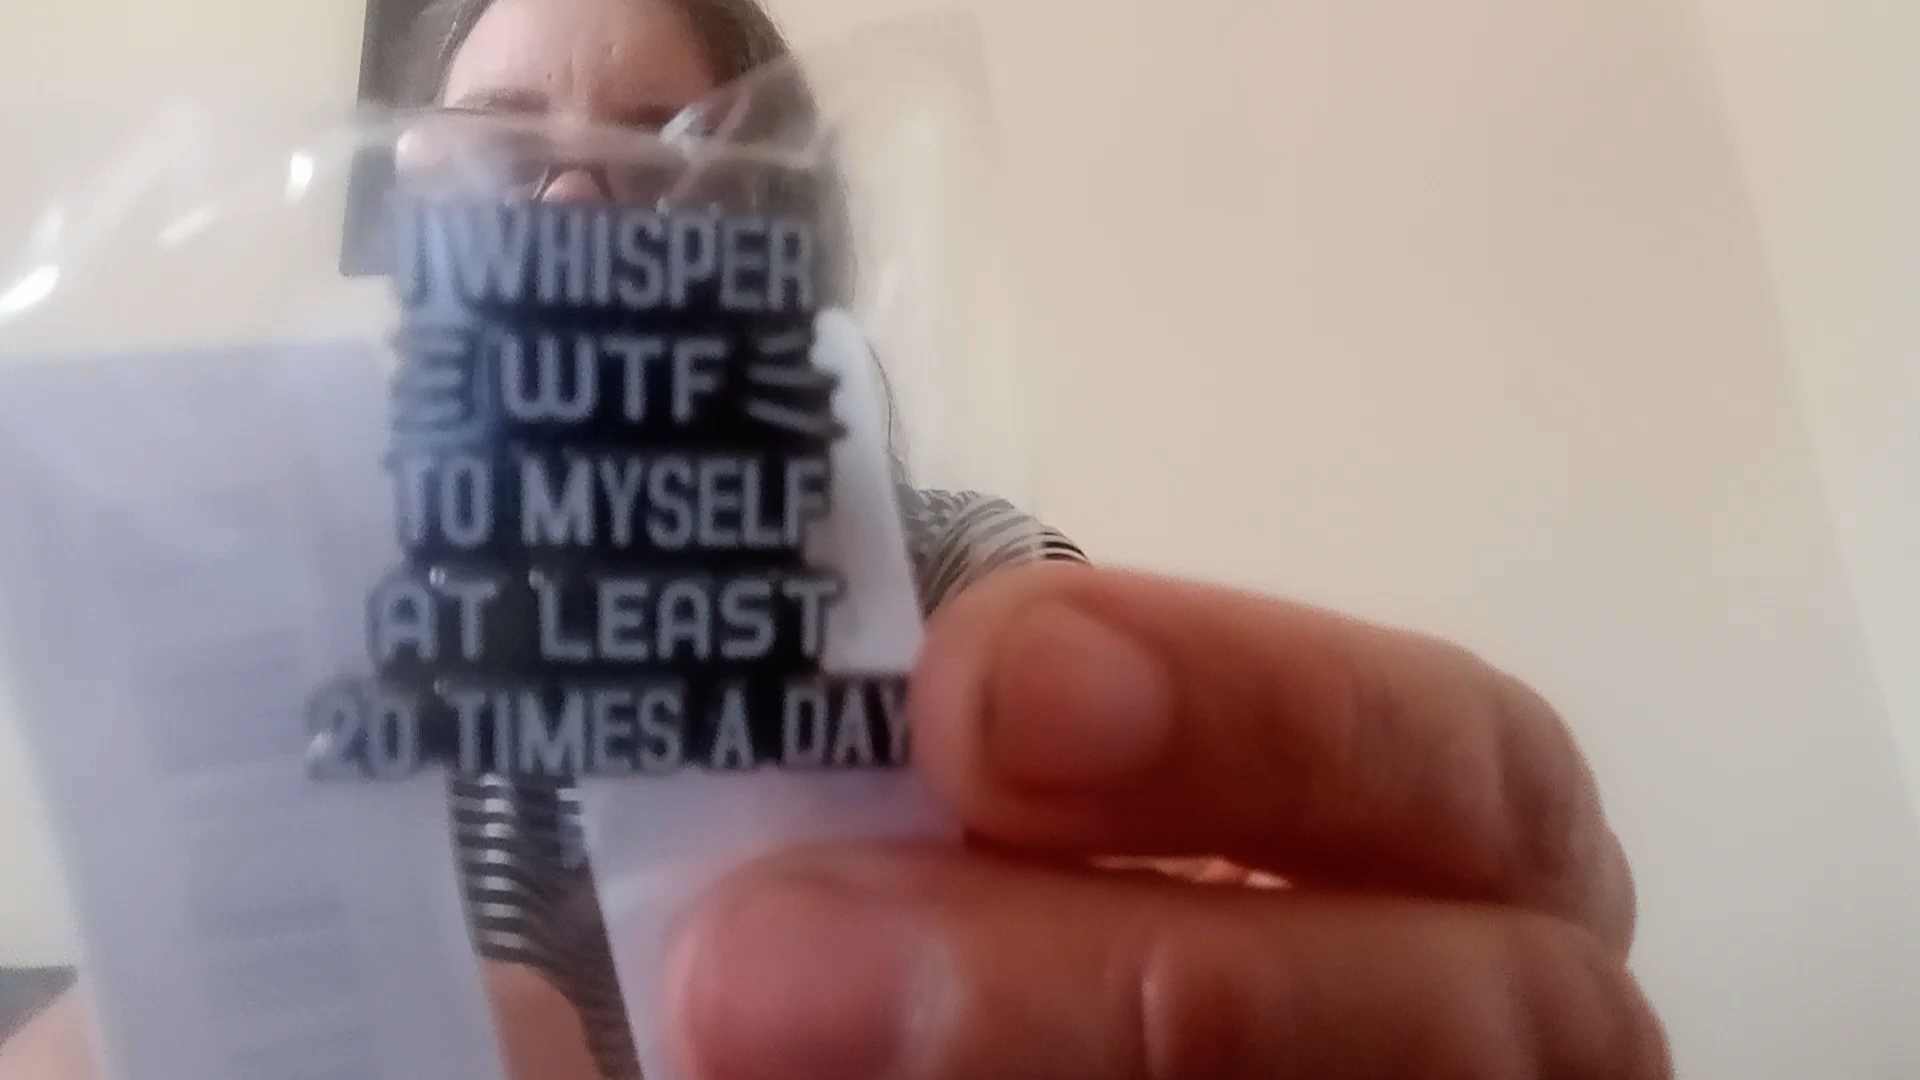 I WHISPER
WTF
TO MYSELF
AT LEAST
20 TIMES A DAY